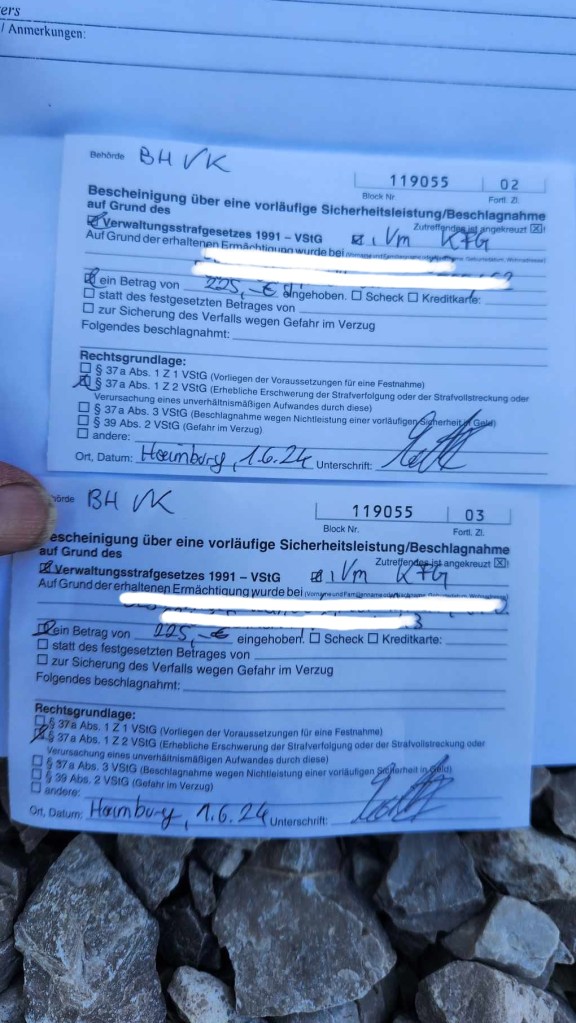 ers
/ Anmerkungen:
Behörde BH VK
119055 02
Block Nr Fortl. Zl.
Bescheinigung über eine vorläufige Sicherheitsleistung/Beschlagnahme
auf Grund des Zutreffendes ist angekreuzt ☒
☒ Verwaltungsstrafgesetzes 1991 – VStG ☒ iVm KFG
Auf Grund der erhaltenen Ermächtigung wurde bei
☒ ein Betrag von 225,-€ eingehoben. ☐ Scheck ☐ Kreditkarte:
☐ statt des festgesetzten Betrages von
☐ zur Sicherung des Verfalls wegen Gefahr im Verzug
Folgendes beschlagnahmt:
Rechtsgrundlage:
☐ § 37a Abs. 1 Z 1 VStG (Vorliegen der Voraussetzungen für eine Festnahme)
☒ § 37a Abs. 1 Z 2 VStG (Erhebliche Erschwerung der Strafverfolgung oder der Strafvollstreckung oder
Verursachung eines unverhältnismäßigen Aufwandes durch diese)
☐ § 37a Abs. 3 VStG (Beschlagnahme wegen Nichtleistung einer vorläufigen Sicherheit in Geld)
☐ § 39 Abs. 2 VStG (Gefahr im Verzug)
☐ andere:
Ort, Datum: Haimburg, 1.6.24 Unterschrift:
örde BH VK
119055 03
Block Nr. Fortl. Zl.
escheinigung über eine vorläufige Sicherheitsleistung/Beschlagnahme
auf Grund des Zutreffendes ist angekreuzt ☒
☒ Verwaltungsstrafgesetzes 1991 – VStG ☒ iVm KFG
Auf Grund der erhaltenen Ermächtigung wurde bei
☒ ein Betrag von 225,-€ eingehoben. ☐ Scheck ☐ Kreditkarte:
☐ statt des festgesetzten Betrages von
☐ zur Sicherung des Verfalls wegen Gefahr im Verzug
Folgendes beschlagnahmt:
Rechtsgrundlage:
☐ § 37a Abs. 1 Z 1 VStG (Vorliegen der Voraussetzungen für eine Festnahme)
☒ § 37a Abs. 1 Z 2 VStG (Erhebliche Erschwerung der Strafverfolgung oder der Strafvollstreckung oder
Verursachung eines unverhältnismäßigen Aufwandes durch diese)
☐ § 37a Abs. 3 VStG (Beschlagnahme wegen Nichtleistung einer vorläufigen Sicherheit in Geld)
☐ § 39 Abs. 2 VStG (Gefahr im Verzug)
☐ andere:
Ort, Datum: Haimburg, 1.6.24 Unterschrift: